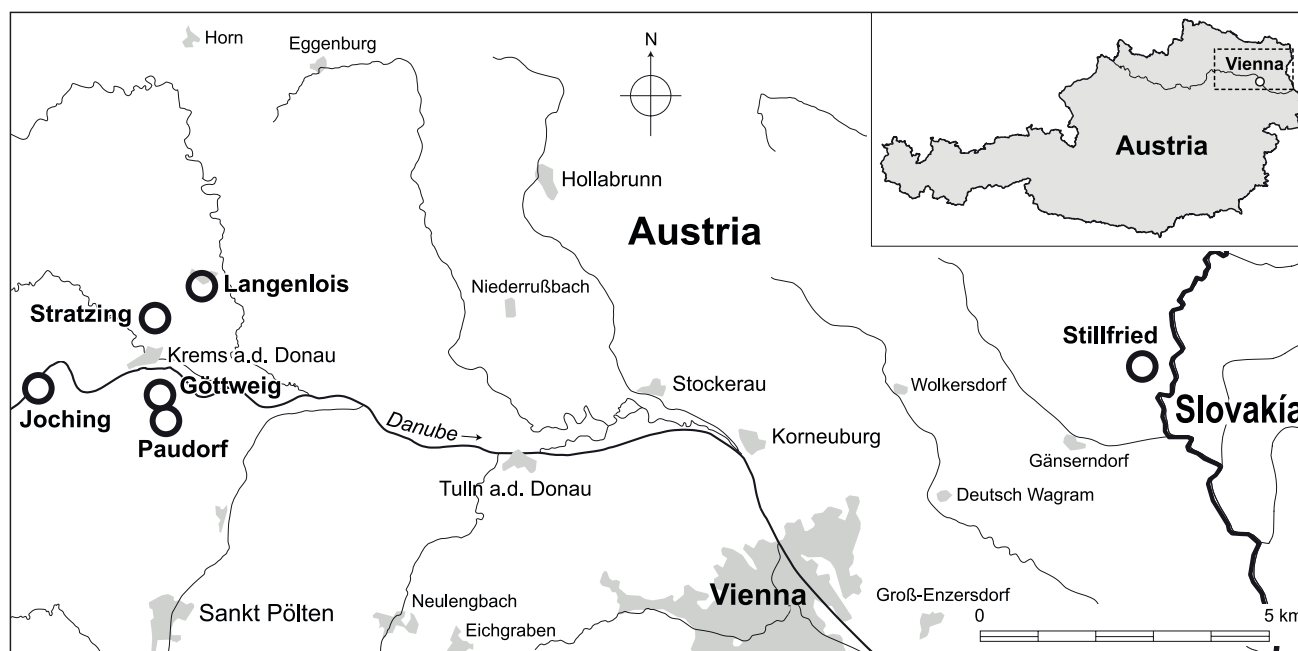 Horn
Eggenburg
N
Vienna
Austria
Hollabrunn
Austria
Langenlois
Niederrußbach
Stratzing
Stillfried
Krems a.d. Donau
Göttweig
Stockerau
Wolkersdorf
Joching
Slovakía
Paudorf
Danube →
Korneuburg
Gänserndorf
Tulln a.d. Donau
Deutsch Wagram
Vienna
Groß-Enzersdorf
Neulengbach
Sankt Pölten
Eichgraben
0 5 km